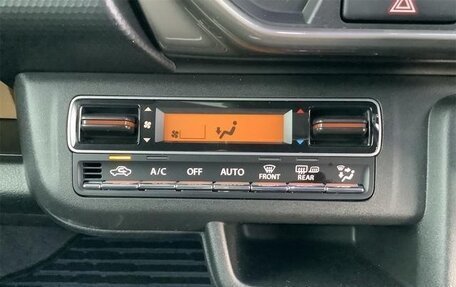 A/C OFF AUTO FRONT REAR